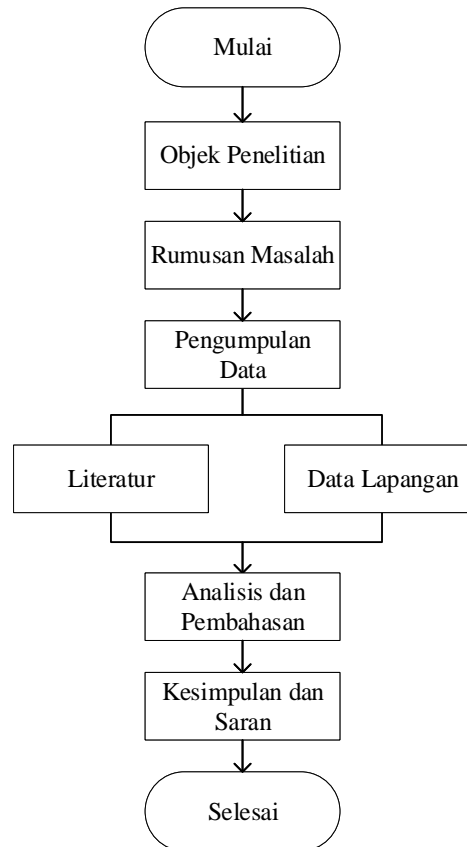 Mulai
Objek Penelitian
Rumusan Masalah
Pengumpulan
Data
Literatur
Data Lapangan
Analisis dan
Pembahasan
Kesimpulan dan
Saran
Selesai